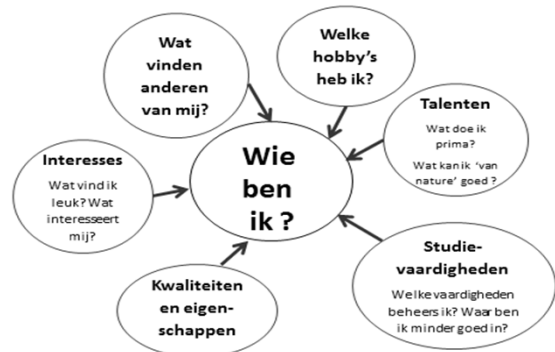 Wat
vinden
anderen
van mij?
Welke
hobby's
heb ik?
Talenten
Wat doe ik
prima?
Wat kan ik 'van
nature' goed ?
Interesses
Wat vind ik
leuk? Wat
interesseert
mij?
Wie
ben
ik ?
Studie-
vaardigheden
Welke vaardigheden
beheers ik? Waar ben
ik minder goed in?
Kwaliteiten
en eigen-
schappen